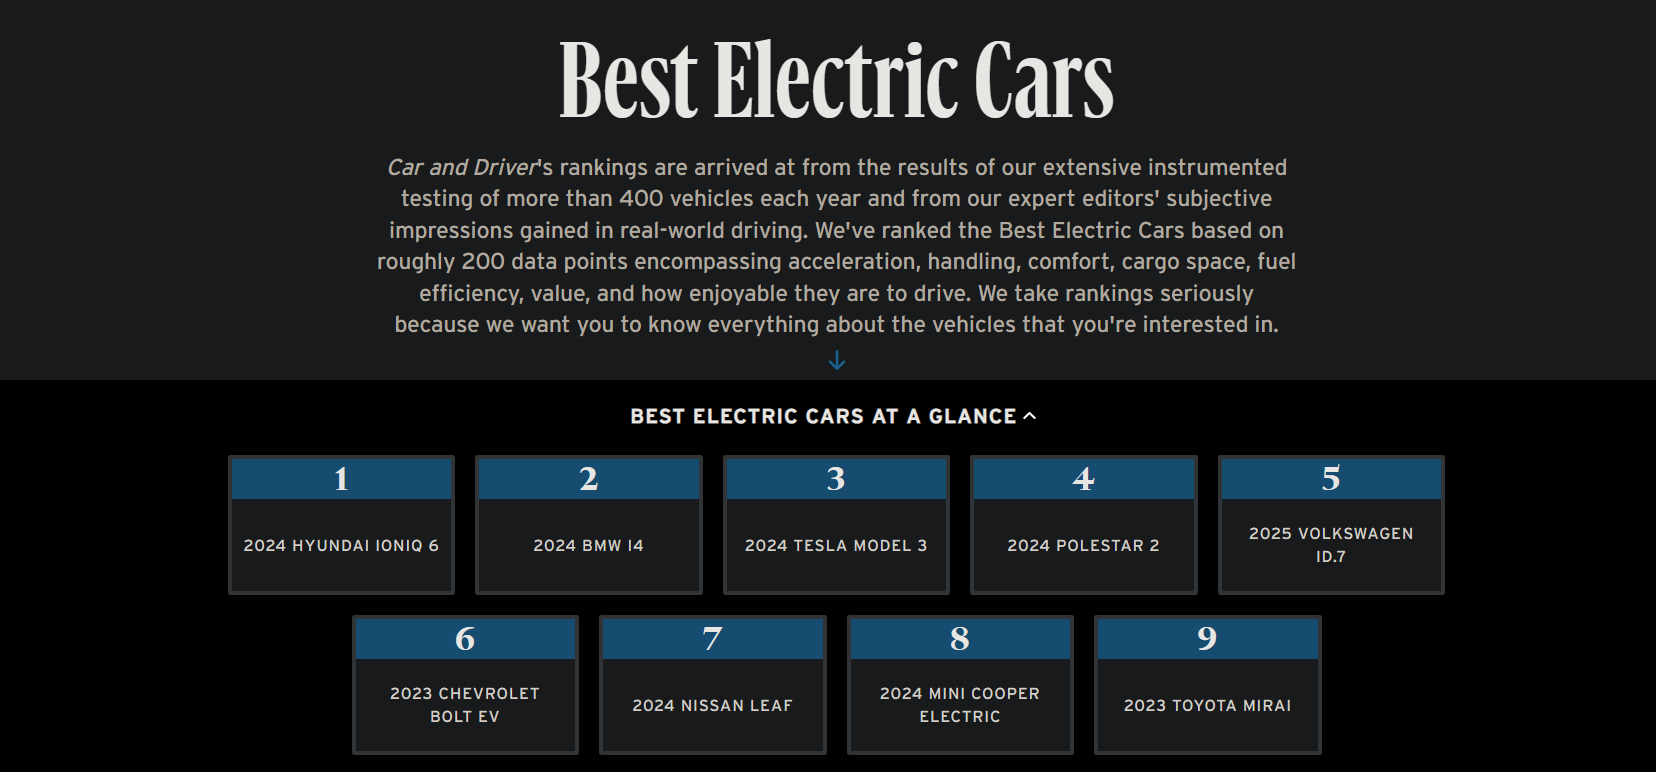 Best Electric Cars
Car and Driver's rankings are arrived at from the results of our extensive instrumented
testing of more than 400 vehicles each year and from our expert editors' subjective
impressions gained in real-world driving. We've ranked the Best Electric Cars based on
roughly 200 data points encompassing acceleration, handling, comfort, cargo space, fuel
efficiency, value, and how enjoyable they are to drive. We take rankings seriously
because we want you to know everything about the vehicles that you're interested in.
BEST ELECTRIC CARS AT A GLANCE
1
2024 HYUNDAI IONIQ 6
2
2024 BMW I4
3
2024 TESLA MODEL 3
4
2024 POLESTAR 2
5
2025 VOLKSWAGEN
ID.7
6
2023 CHEVROLET
BOLT EV
7
2024 NISSAN LEAF
8
2024 MINI COOPER
ELECTRIC
9
2023 TOYOTA MIRAI